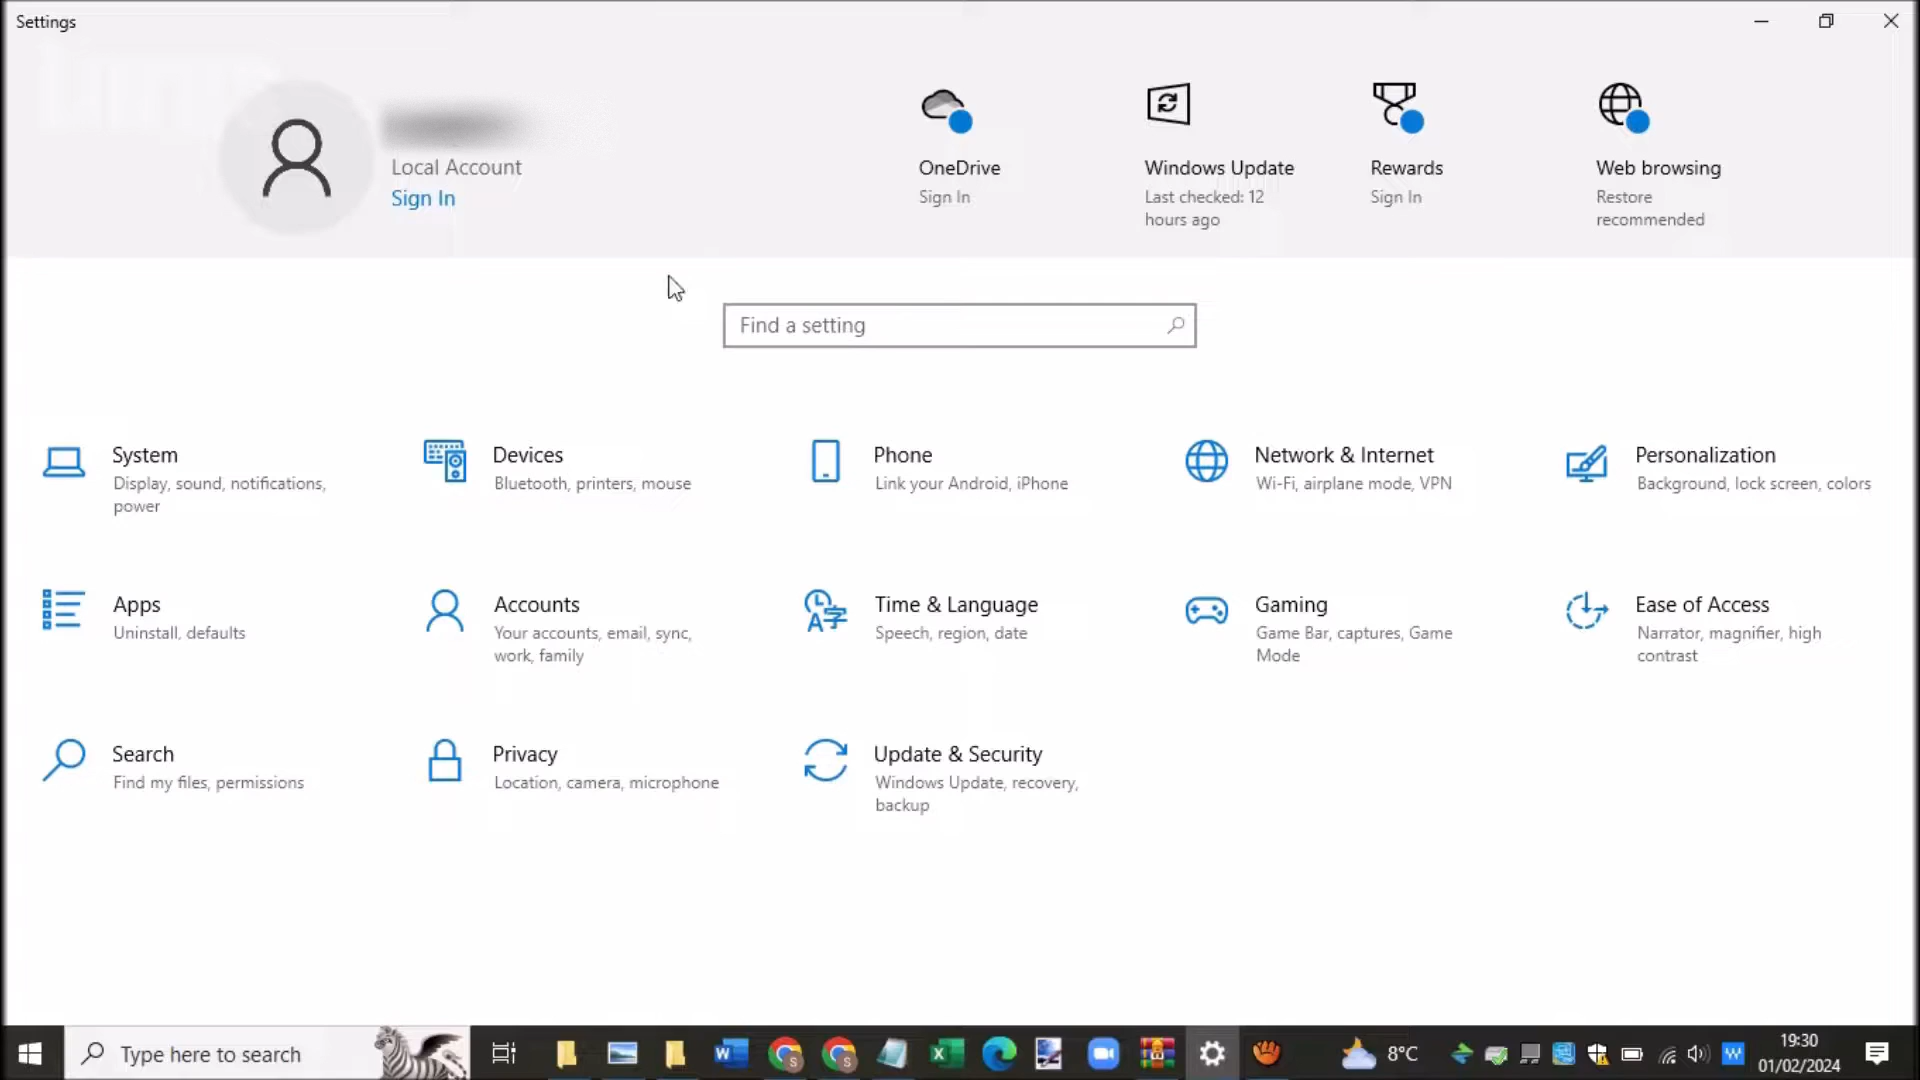 Settings
Local Account
Sign In
OneDrive
Sign In
Windows Update
Last checked: 12
hours ago
Rewards
Sign In
Web browsing
Restore
recommended
Find a setting
System
Display, sound, notifications,
power
Devices
Bluetooth, printers, mouse
Phone
Link your Android, iPhone
Network & Internet
Wi-Fi, airplane mode, VPN
Personalization
Background, lock screen, colors
Apps
Uninstall, defaults
Accounts
Your accounts, email, sync,
work, family
Time & Language
Speech, region, date
Gaming
Game Bar, captures, Game
Mode
Ease of Access
Narrator, magnifier, high
contrast
Search
Find my files, permissions
Privacy
Location, camera, microphone
Update & Security
Windows Update, recovery,
backup
Type here to search
8°C
19:30
01/02/2024